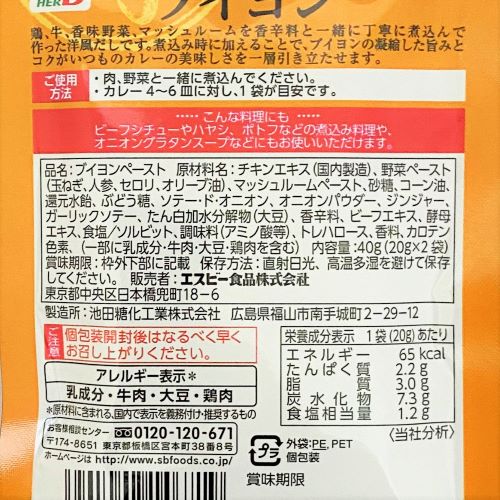 HERB
ブイヨン
鶏、牛、香味野菜、マッシュルームを香辛料と一緒に丁寧に煮込んで
作った洋風だしです。煮込み時に加えることで、ブイヨンの凝縮した旨みと
コクがいつものカレーの美味しさを一層引き立たせます。
ご使用方法
・肉、野菜と一緒に煮込んでください。
・カレー4～6皿に対し、1袋が目安です。
こんな料理にも
ビーフシチューやハヤシ、ポトフなどの煮込み料理や、
オニオングラタンスープなどにもお使いいただけます。
品名：ブイヨンペースト 原材料名：チキンエキス（国内製造）、野菜ペースト
（玉ねぎ、人参、セロリ、オリーブ油）、マッシュルームペースト、砂糖、コーン油、
還元水飴、ぶどう糖、ソテー・ド・オニオン、オニオンパウダー、ジンジャー、
ガーリックソテー、たん白加水分解物（大豆）、香辛料、ビーフエキス、酵母
エキス、食塩／ソルビット、調味料（アミノ酸等）、トレハロース、香料、カロテン
色素、（一部に乳成分・牛肉・大豆・鶏肉を含む） 内容量：40g（20g×2袋）
賞味期限：枠外下部に記載 保存方法：直射日光、高温多湿を避けて保存
してください。 販売者：エスビー食品株式会社
東京都中央区日本橋兜町18－6
製造所：池田糖化工業株式会社 広島県福山市南手城町2－29－12
ご注意
個包装開封後はなるべく早く
お召し上がりください。
アレルギー表示＊
乳成分・牛肉・大豆・鶏肉
＊原材料に含まれる、国内で表示を義務付け・推奨するもの
お客様相談センター 0120-120-671
〒174-8651 東京都板橋区宮本町38番8号
ホームページは http://www.sbfoods.co.jp/
栄養成分表示 1袋（20g）あたり
エネルギー 65 kcal
たんぱく質 2.2 g
脂質 3.0 g
炭水化物 7.3 g
食塩相当量 1.2 g
〈当社分析〉
プラ
外袋：PE, PET
個包装
賞味期限